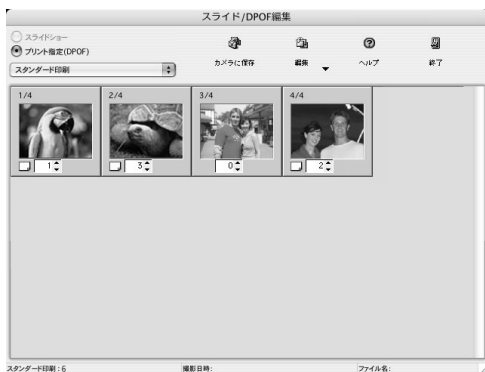 スライド/DPOF編集
スライドショー
プリント指定(DPOF)
スタンダード印刷
カメラに保存
編集
ヘルプ
終了
1/4
2/4
3/4
4/4
1
3
0
2
スタンダード印刷 : 6
撮影日時:
ファイル名: